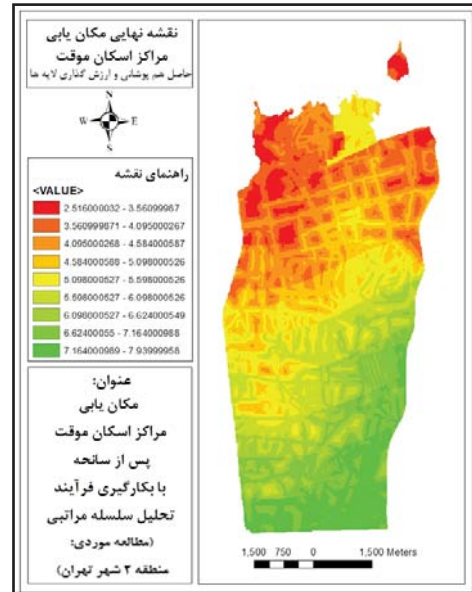 نقشه نهایی مکان یابی
مراکز اسکان موقت
حاصل هم پوشانی و ارزش گذاری لایه ها
N
W E
S
راهنمای نقشه
<VALUE>
2.516000032 - 3.56099987
3.560999871 - 4.095000267
4.095000268 - 4.584000587
4.584000588 - 5.098000526
5.098000527 - 5.598000526
5.598000527 - 6.098000526
6.098000527 - 6.624000549
6.62400055 - 7.164000988
7.164000989 - 7.93999958
عنوان:
مکان یابی
مراکز اسکان موقت
پس از سانحه
با بکارگیری فرآیند
تحلیل سلسله مراتبی
(مطالعه موردی:
منطقه ۲ شهر تهران)
1,500 750 0 1,500 Meters